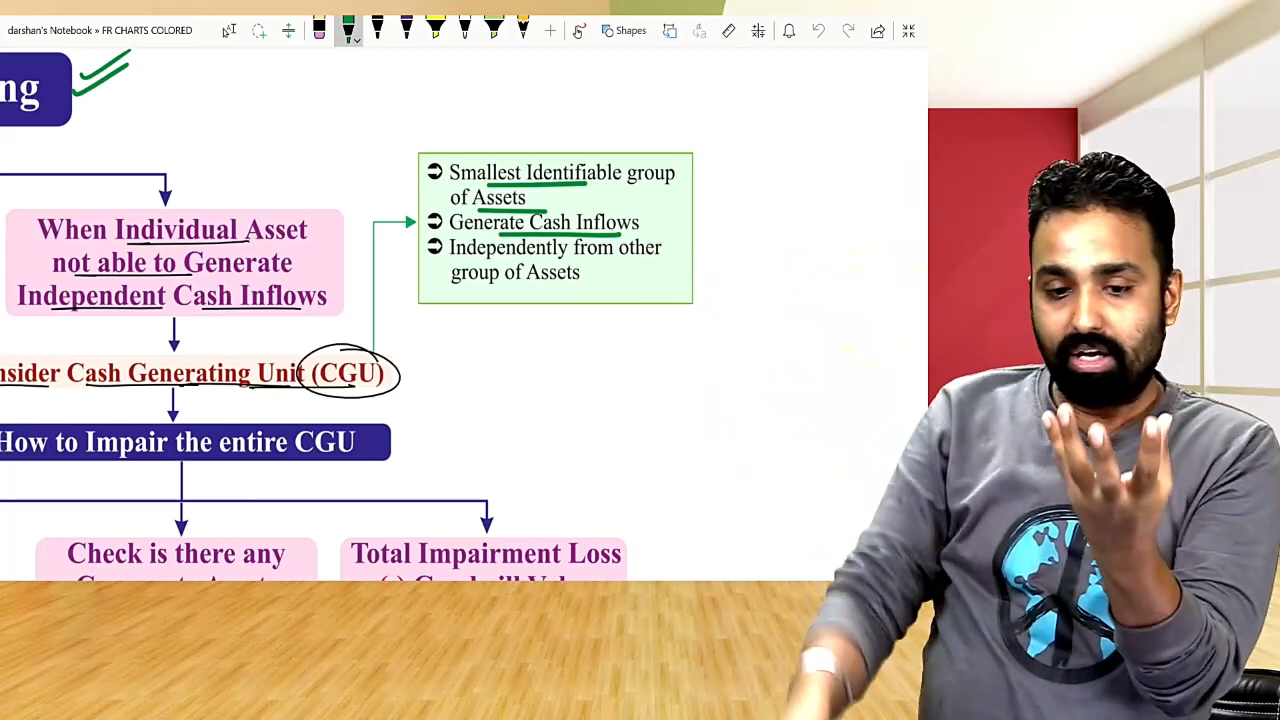 darshan's Notebook » FR CHARTS COLORED
Shapes
ng
Smallest Identifiable group
of Assets
Generate Cash Inflows
Independently from other
group of Assets
When Individual Asset
not able to Generate
Independent Cash Inflows
nsider Cash Generating Unit (CGU)
How to Impair the entire CGU
Check is there any
Total Impairment Loss